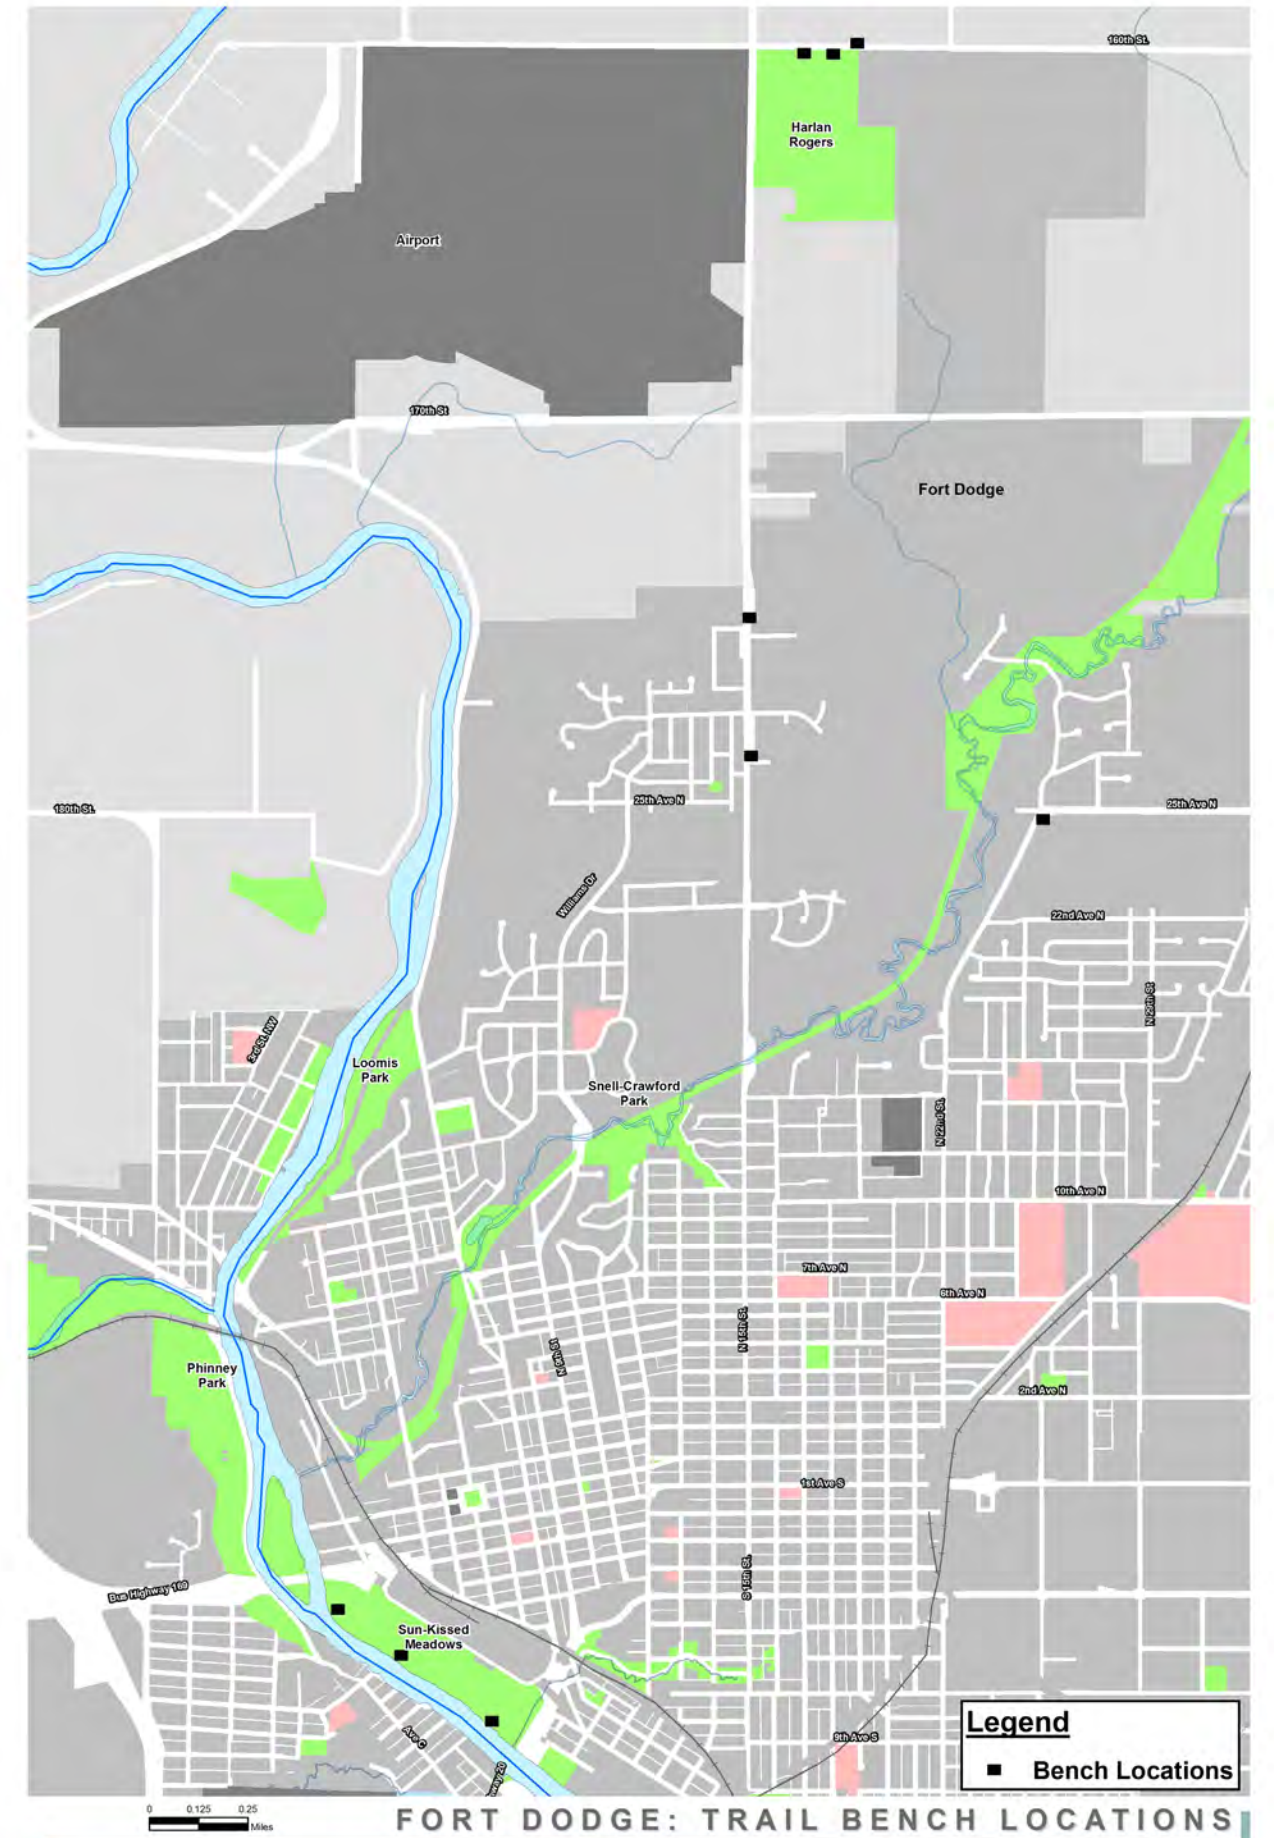 160th St.
Harlan
Rogers
Airport
170th St
Fort Dodge
25th Ave N
180th St.
25th Ave N
Williams Dr
22nd Ave N
N 29th St
3rd St. NW
Loomis
Park
Snell-Crawford
Park
N 22nd St.
10th Ave N
7th Ave N
6th Ave N
N 15th St.
N 9th St
Phinney
Park
2nd Ave N
1st Ave S
S 15th St.
Bus Highway 169
Sun-Kissed
Meadows
Ave C
9th Ave S
hway 20
Legend
Bench Locations
0 0.125 0.25
Miles
FORT DODGE: TRAIL BENCH LOCATIONS